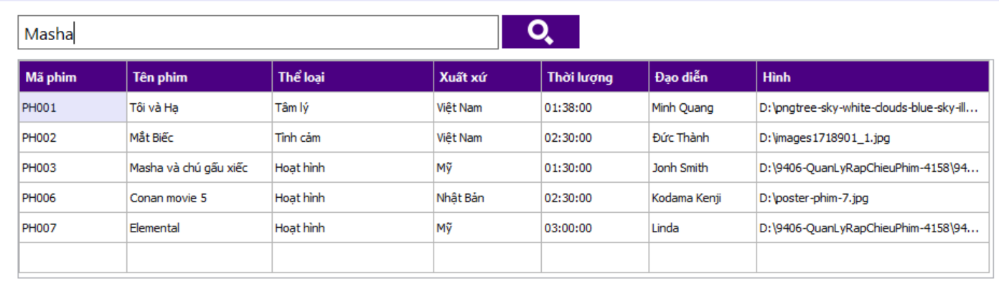 Masha
Mã phim Tên phim Thể loại Xuất xứ Thời lượng Đạo diễn Hình
PH001 Tôi và Hạ Tâm lý Việt Nam 01:38:00 Minh Quang D:\pngtree-sky-white-clouds-blue-sky-ill...
PH002 Mắt Biếc Tình cảm Việt Nam 02:30:00 Đức Thành D:\images1718901_1.jpg
PH003 Masha và chú gấu xiếc Hoạt hình Mỹ 01:30:00 Jonh Smith D:\9406-QuanLyRapChieuPhim-4158\94...
PH006 Conan movie 5 Hoạt hình Nhật Bản 02:30:00 Kodama Kenji D:\poster-phim-7.jpg
PH007 Elemental Hoạt hình Mỹ 03:00:00 Linda D:\9406-QuanLyRapChieuPhim-4158\94...